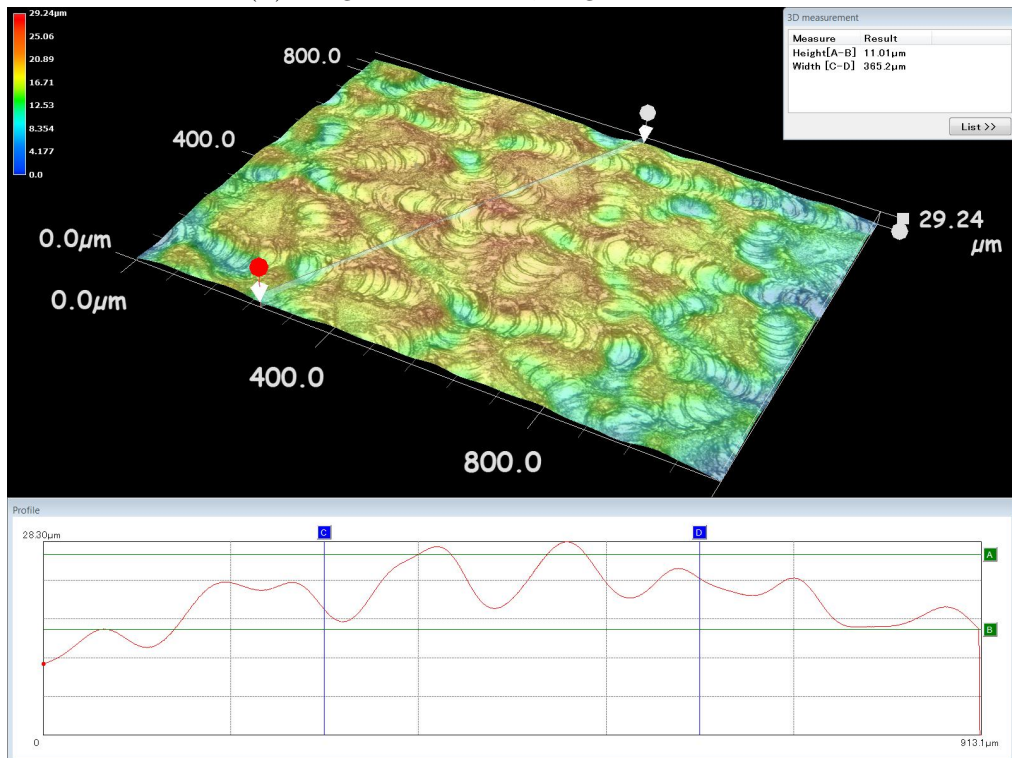 29.24µm
25.06
20.89
16.71
12.53
8.354
4.177
0.0
3D measurement
Measure Result
Height[A-B] 11.01µm
Width [C-D] 365.2µm
List >>
800.0
400.0
0.0µm
0.0µm
400.0
800.0
29.24
µm
Profile
28.30µm
C
D
A
B
0
913.1µm